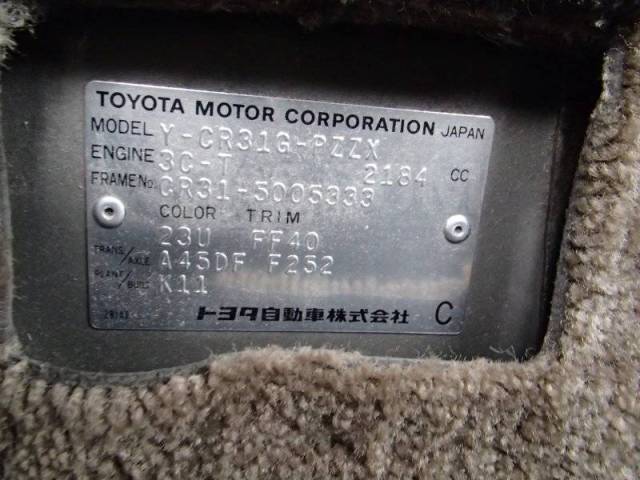 TOYOTA MOTOR CORPORATION JAPAN
MODEL Y-CR31G-PZZX
ENGINE 3C-T 2184 CC
FRAME No. CR31-5005333
COLOR TRIM
23U FF40
TRANS/AXLE A45DF F252
PLANT/BUILT K11
トヨタ自動車株式会社 C